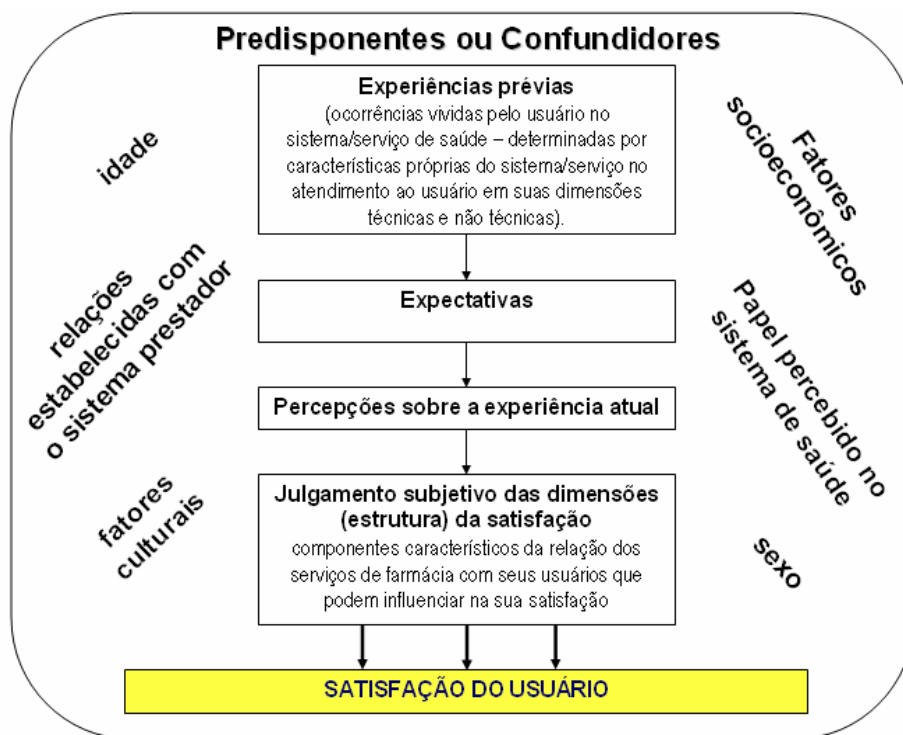 Predisponentes ou Confundidores
Experiências prévias
(ocorrências vividas pelo usuário no
sistema/serviço de saúde – determinadas por
características próprias do sistema/serviço no
atendimento ao usuário em suas dimensões
técnicas e não técnicas).
Expectativas
Percepções sobre a experiência atual
Julgamento subjetivo das dimensões
(estrutura) da satisfação
componentes característicos da relação dos
serviços de farmácia com seus usuários que
podem influenciar na sua satisfação
SATISFAÇÃO DO USUÁRIO
idade
relações
estabelecidas com
o sistema prestador
fatores
culturais
Fatores
socioeconômicos
Papel percebido no
sistema de saúde
sexo